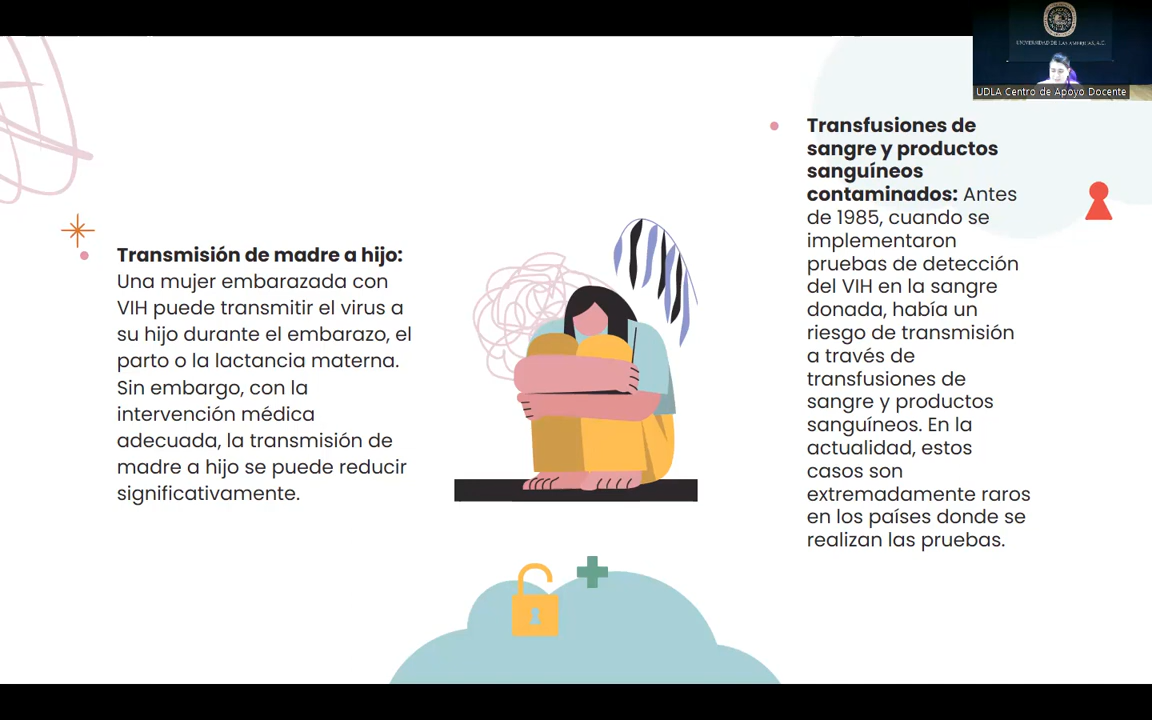 UNIVERSIDAD DE LAS AMÉRICAS, A.C.
UDLA Centro de Apoyo Docente
Transmisión de madre a hijo:
Una mujer embarazada con
VIH puede transmitir el virus a
su hijo durante el embarazo, el
parto o la lactancia materna.
Sin embargo, con la
intervención médica
adecuada, la transmisión de
madre a hijo se puede reducir
significativamente.
Transfusiones de
sangre y productos
sanguíneos
contaminados: Antes
de 1985, cuando se
implementaron
pruebas de detección
del VIH en la sangre
donada, había un
riesgo de transmisión
a través de
transfusiones de
sangre y productos
sanguíneos. En la
actualidad, estos
casos son
extremadamente raros
en los países donde se
realizan las pruebas.